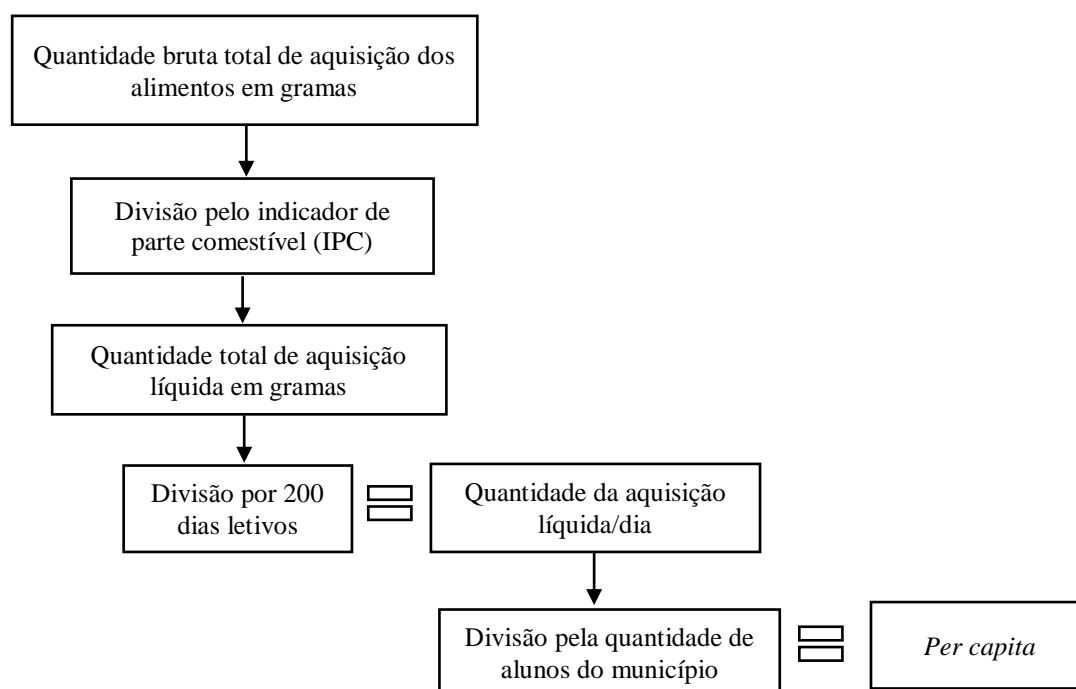 Quantidade bruta total de aquisição dos
alimentos em gramas
Divisão pelo indicador de
parte comestível (IPC)
Quantidade total de aquisição
líquida em gramas
Divisão por 200
dias letivos
Quantidade da aquisição
líquida/dia
Divisão pela quantidade de
alunos do município
Per capita